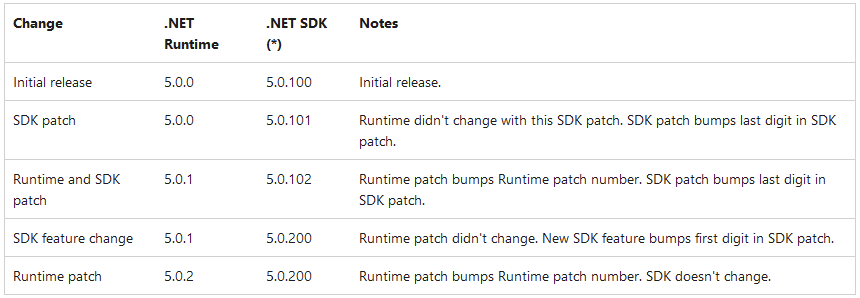 Change .NET Runtime .NET SDK (*) Notes
Initial release 5.0.0 5.0.100 Initial release.
SDK patch 5.0.0 5.0.101 Runtime didn't change with this SDK patch. SDK patch bumps last digit in SDK
patch.
Runtime and SDK patch 5.0.1 5.0.102 Runtime patch bumps Runtime patch number. SDK patch bumps last digit in
SDK patch.
SDK feature change 5.0.1 5.0.200 Runtime patch didn't change. New SDK feature bumps first digit in SDK patch.
Runtime patch 5.0.2 5.0.200 Runtime patch bumps Runtime patch number. SDK doesn't change.